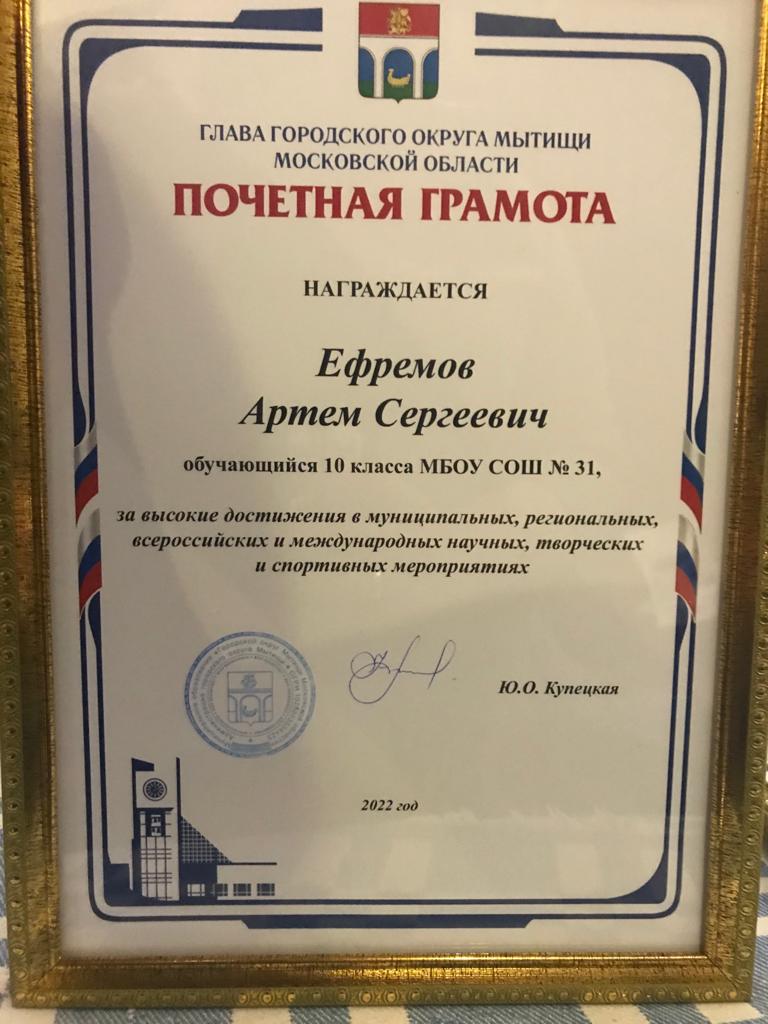 ГЛАВА ГОРОДСКОГО ОКРУГА МЫТИЩИ
МОСКОВСКОЙ ОБЛАСТИ
ПОЧЕТНАЯ ГРАМОТА
НАГРАЖДАЕТСЯ
Ефремов
Артем Сергеевич
обучающийся 10 класса МБОУ СОШ № 31,
за высокие достижения в муниципальных, региональных,
всероссийских и международных научных, творческих
и спортивных мероприятиях
Ю.О. Купецкая
2022 год